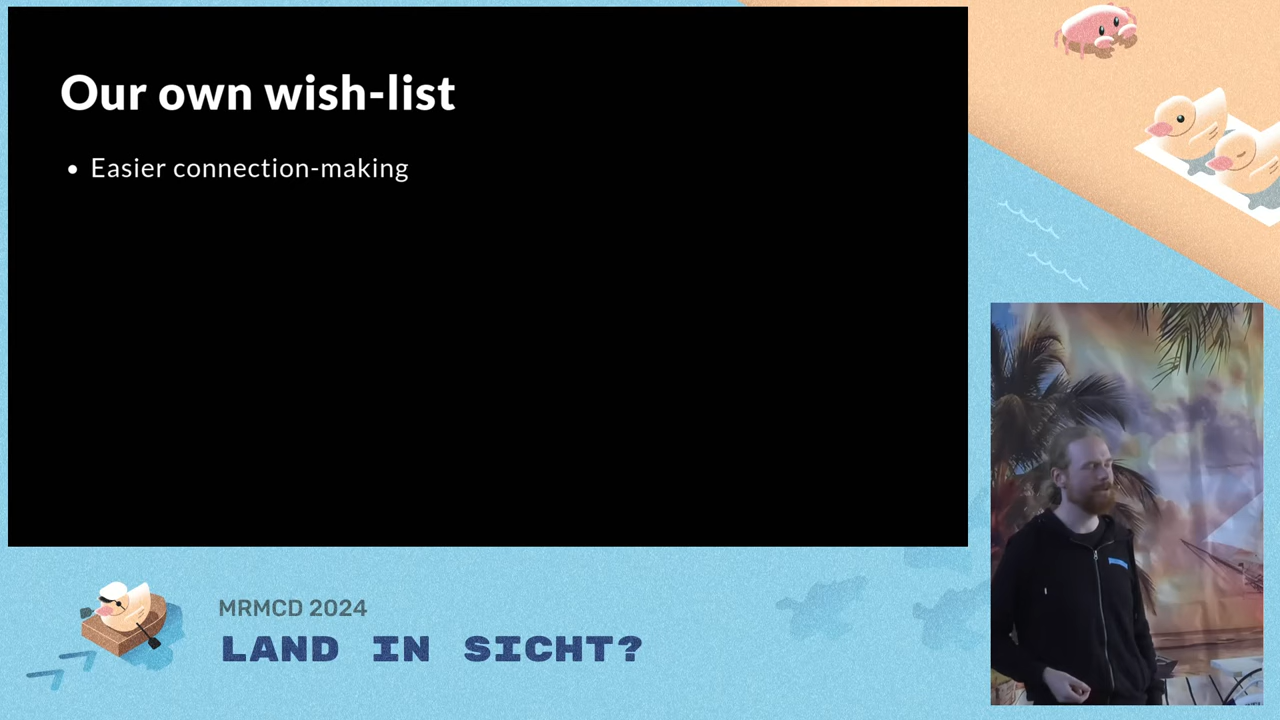 Our own wish-list
• Easier connection-making
MRMCD 2024
LAND IN SICHT?